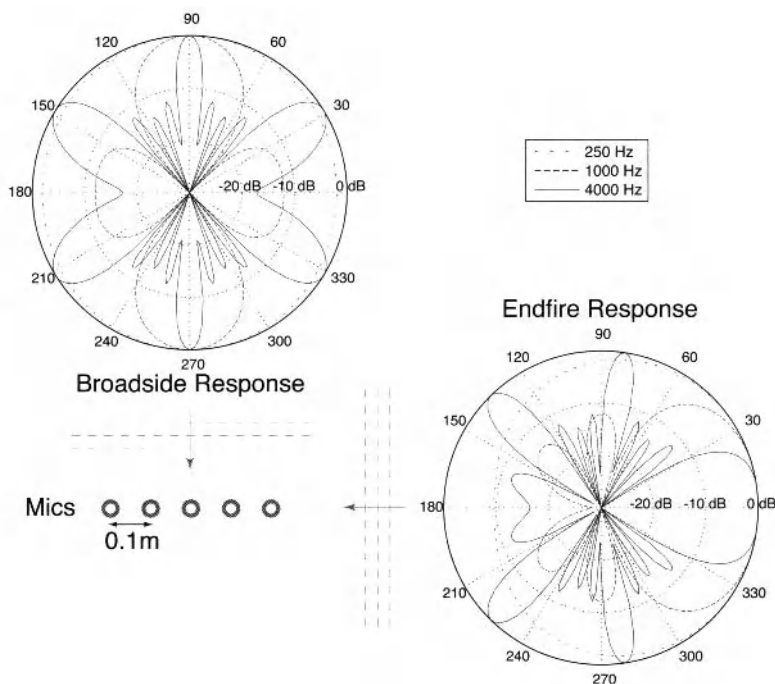 90
120 60
150 30
180 -20 dB -10 dB 0 dB
210 330
240 300
270
Broadside Response
250 Hz
1000 Hz
4000 Hz
Mics
0.1m
Endfire Response
90
120 60
150 30
180 -20 dB -10 dB 0 dB
210 330
240 300
270